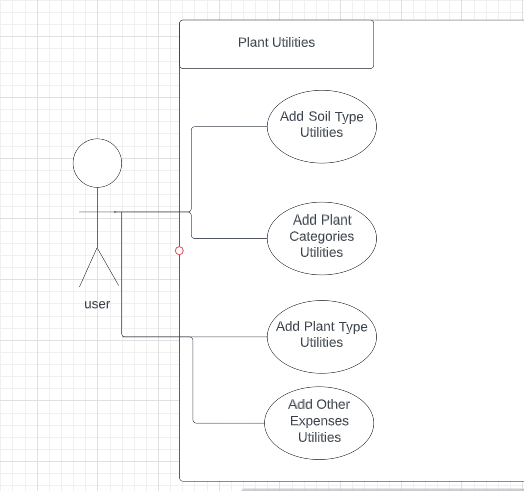 Plant Utilities
Add Soil Type
Utilities
Add Plant
Categories
Utilities
user
Add Plant Type
Utilities
Add Other
Expenses
Utilities